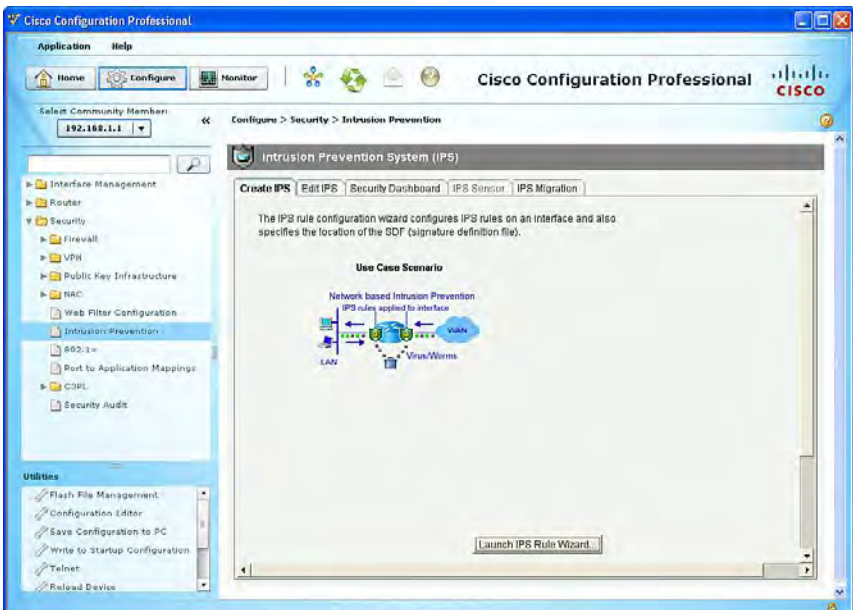 Cisco Configuration Professional
Application Help
Home Configure Monitor
Cisco Configuration Professional
CISCO
Select Community Member:
192.168.1.1
Configure > Security > Intrusion Prevention
Interface Management
Router
Security
Firewall
VPN
Public Key Infrastructure
NAC
Web Filter Configuration
Intrusion Prevention
802.1x
Port to Application Mappings
C3PL
Security Audit
Utilities
Flash File Management
Configuration Editor
Save Configuration to PC
Write to Startup Configuration
Telnet
Reload Device
Intrusion Prevention System (IPS)
Create IPS Edit IPS Security Dashboard IPS Sensor IPS Migration
The IPS rule configuration wizard configures IPS rules on an interface and also
specifies the location of the SDF (signature definition file).
Use Case Scenario
Network based Intrusion Prevention
IPS rules applied to interface
WAN
LAN
Virus/Worms
Launch IPS Rule Wizard...